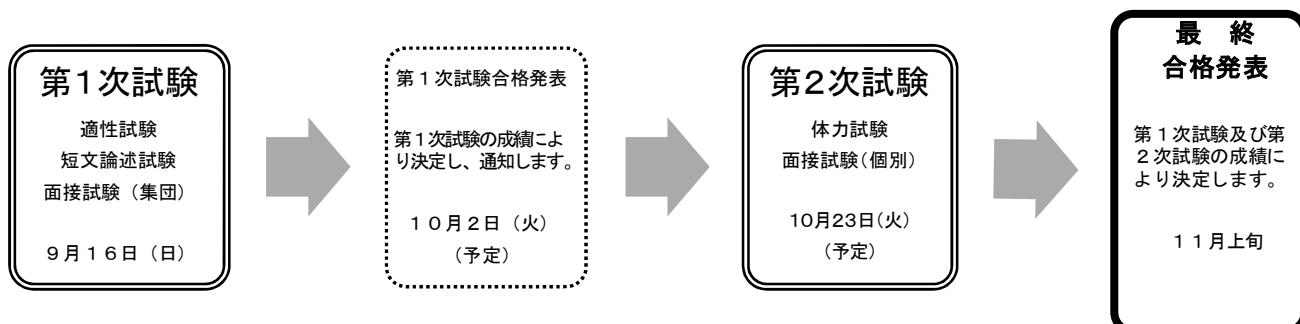 第１次試験
適性試験
短文論述試験
面接試験（集団）
９月１６日（日）
第１次試験合格発表
第１次試験の成績によ
り決定し、通知します。
１０月２日（火）
（予定）
第２次試験
体力試験
面接試験(個別)
10月23日(火)
（予定）
最　終
合格発表
第１次試験及び第
２次試験の成績に
より決定します。
１１月上旬